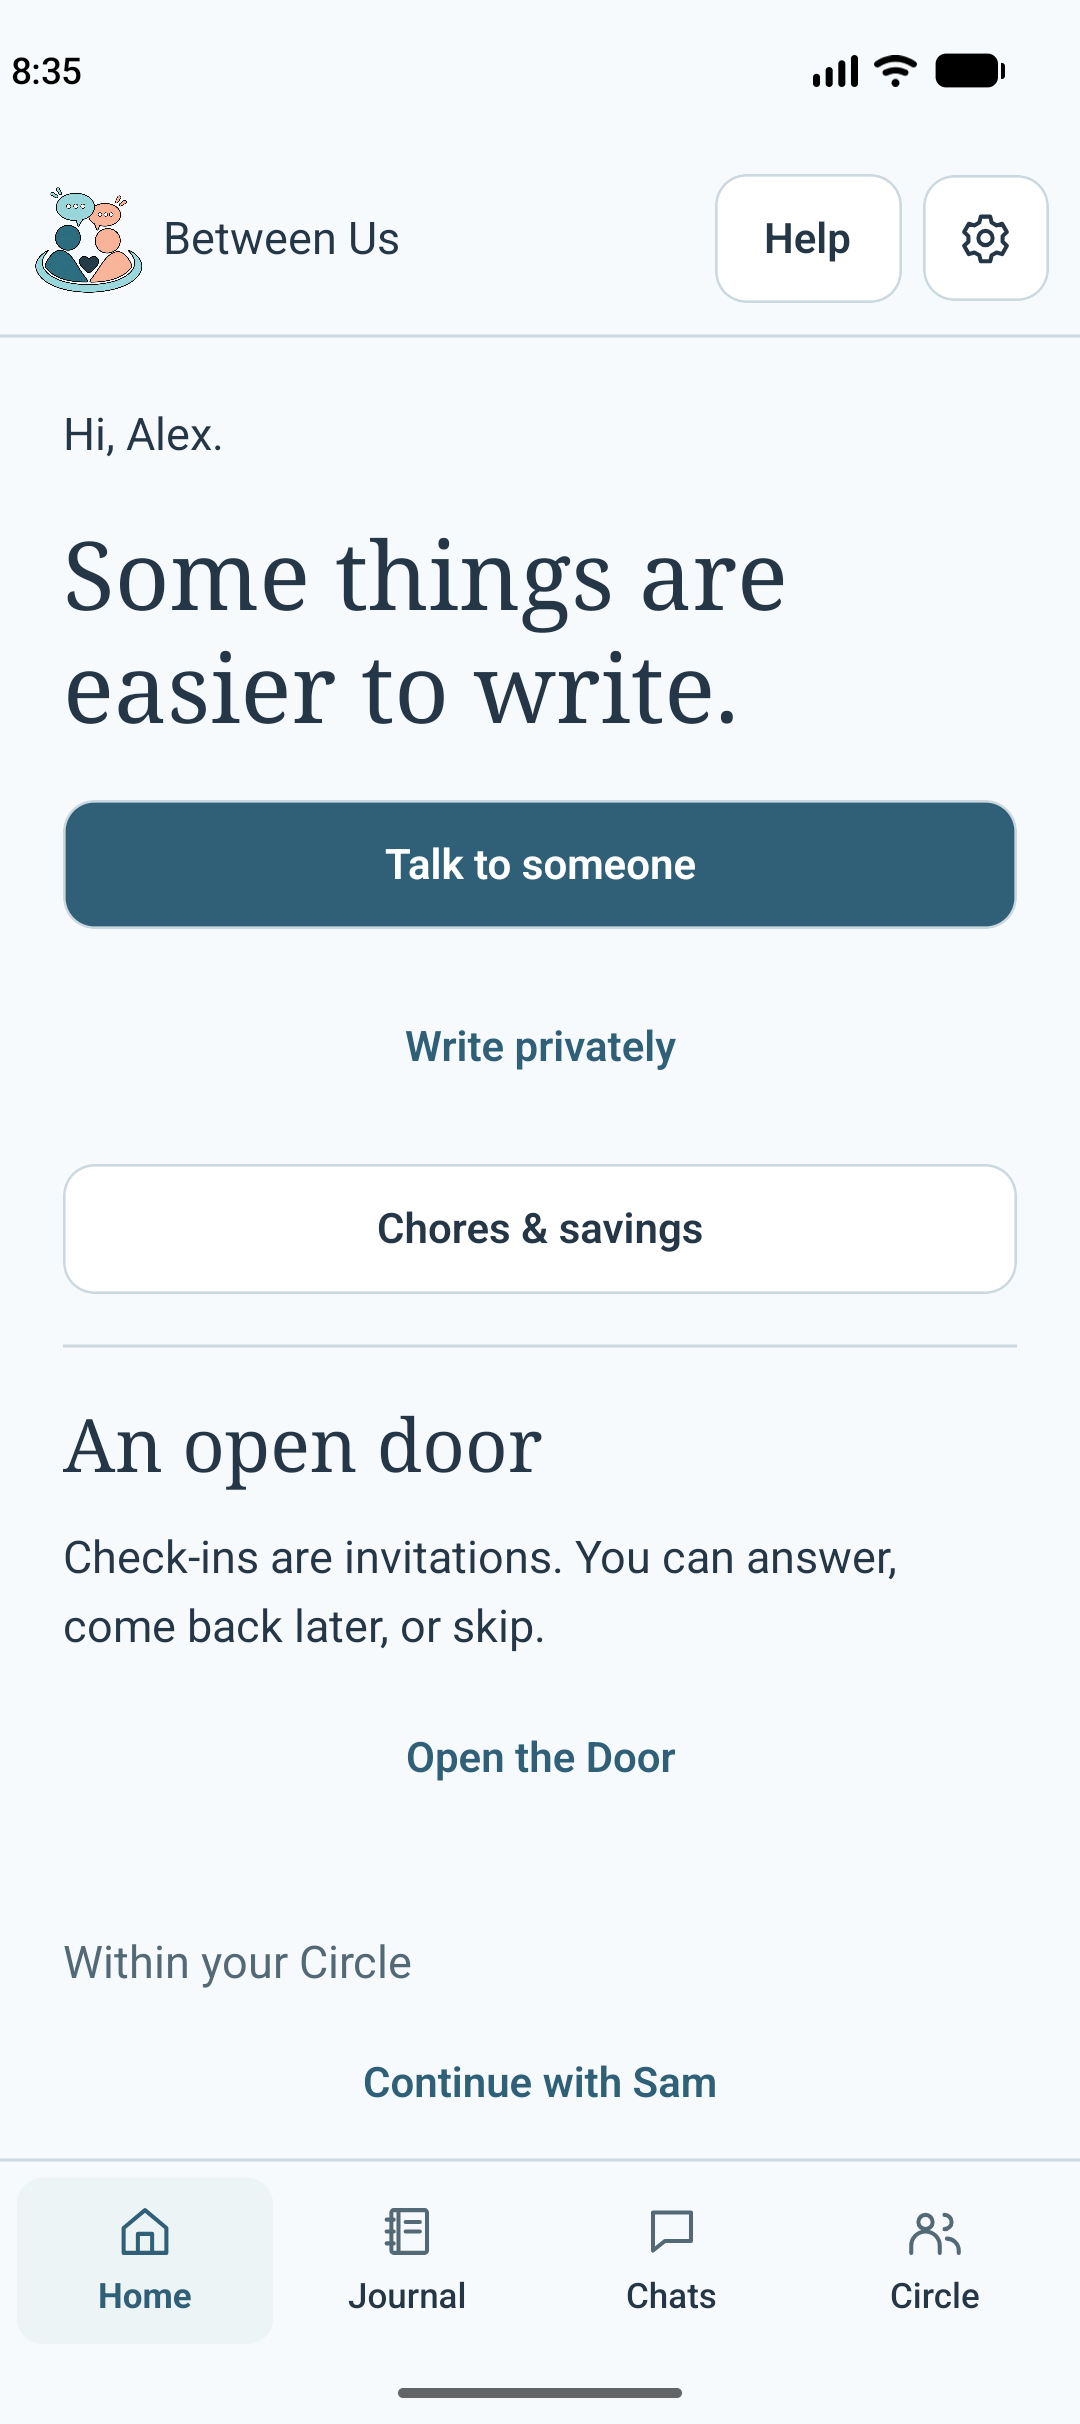 8:35
Between Us
Help
Hi, Alex.
Some things are
easier to write.
Talk to someone
Write privately
Chores & savings
An open door
Check-ins are invitations. You can answer,
come back later, or skip.
Open the Door
Within your Circle
Continue with Sam
Home
Journal
Chats
Circle